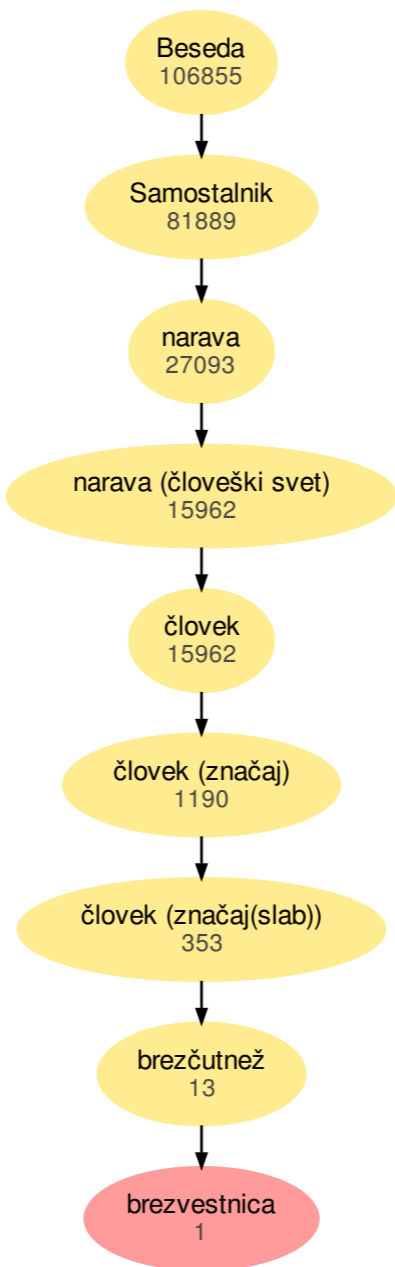 Beseda
106855
Samostalnik
81889
narava
27093
narava (človeški svet)
15962
človek
15962
človek (značaj)
1190
človek (značaj(slab))
353
brezčutnež
13
brezvestnica
1